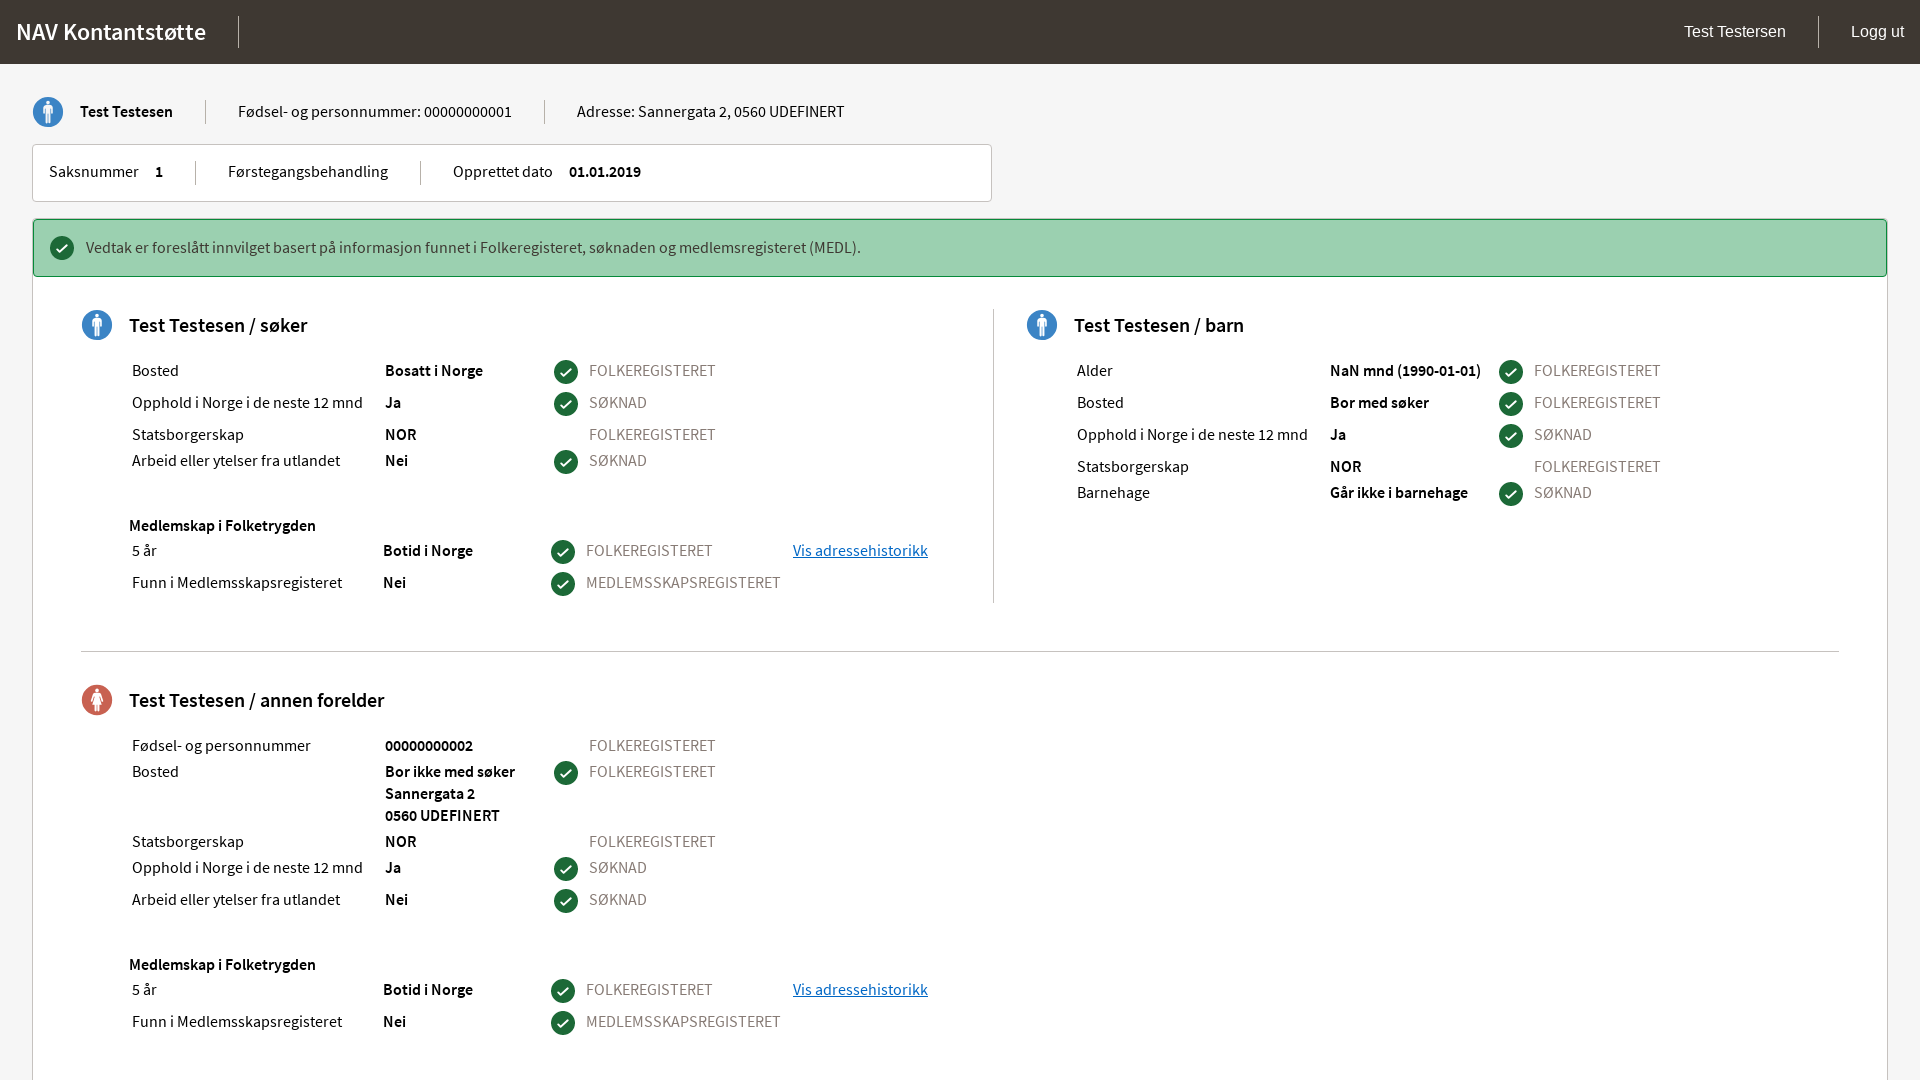 NAV Kontantstøtte
Test Testersen
Logg ut
Test Testesen
Fødsel- og personnummer: 00000000001
Adresse: Sannergata 2, 0560 UDEFINERT
Saksnummer 1
Førstegangsbehandling
Opprettet dato 01.01.2019
Vedtak er foreslått innvilget basert på informasjon funnet i Folkeregisteret, søknaden og medlemsregisteret (MEDL).
Test Testesen / søker
Bosted Bosatt i Norge FOLKEREGISTERET
Opphold i Norge i de neste 12 mnd Ja SØKNAD
Statsborgerskap NOR FOLKEREGISTERET
Arbeid eller ytelser fra utlandet Nei SØKNAD
Medlemskap i Folketrygden
5 år Botid i Norge FOLKEREGISTERET Vis adressehistorikk
Funn i Medlemsskapsregisteret Nei MEDLEMSSKAPSREGISTERET
Test Testesen / barn
Alder NaN mnd (1990-01-01) FOLKEREGISTERET
Bosted Bor med søker FOLKEREGISTERET
Opphold i Norge i de neste 12 mnd Ja SØKNAD
Statsborgerskap NOR FOLKEREGISTERET
Barnehage Går ikke i barnehage SØKNAD
Test Testesen / annen forelder
Fødsel- og personnummer 00000000002 FOLKEREGISTERET
Bosted Bor ikke med søker FOLKEREGISTERET
Sannergata 2
0560 UDEFINERT
Statsborgerskap NOR FOLKEREGISTERET
Opphold i Norge i de neste 12 mnd Ja SØKNAD
Arbeid eller ytelser fra utlandet Nei SØKNAD
Medlemskap i Folketrygden
5 år Botid i Norge FOLKEREGISTERET Vis adressehistorikk
Funn i Medlemsskapsregisteret Nei MEDLEMSSKAPSREGISTERET